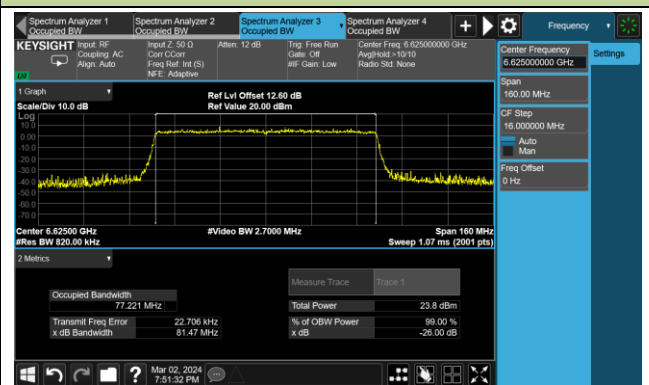 Spectrum Analyzer 1
Occupied BW
Spectrum Analyzer 2
Occupied BW
Spectrum Analyzer 3
Occupied BW
Spectrum Analyzer 4
Occupied BW
+
Frequency
KEYSIGHT
Input: RF
Coupling: AC
Align: Auto
Input Z: 50 Ω
Corr CCorr
Freq Ref: Int (S)
NFE: Adaptive
Atten: 12 dB
Trig: Free Run
Gate: Off
#IF Gain: Low
Center Freq: 6.625000000 GHz
Avg|Hold:>10/10
Radio Std: None
Center Frequency
6.625000000 GHz
Settings
Span
160.00 MHz
CF Step
16.000000 MHz
Auto
Man
Freq Offset
0 Hz
1 Graph
Scale/Div 10.0 dB
Ref Lvl Offset 12.60 dB
Ref Value 20.00 dBm
Log
10.0
0.00
-10.0
-20.0
-30.0
-40.0
-50.0
-60.0
-70.0
Center 6.62500 GHz
#Res BW 820.00 kHz
#Video BW 2.7000 MHz
Span 160 MHz
Sweep 1.07 ms (2001 pts)
2 Metrics
Measure Trace
Trace 1
Occupied Bandwidth
77.221 MHz
Total Power
23.8 dBm
Transmit Freq Error
22.706 kHz
% of OBW Power
99.00 %
x dB Bandwidth
81.47 MHz
x dB
-26.00 dB
?
Mar 02, 2024
7:51:32 PM